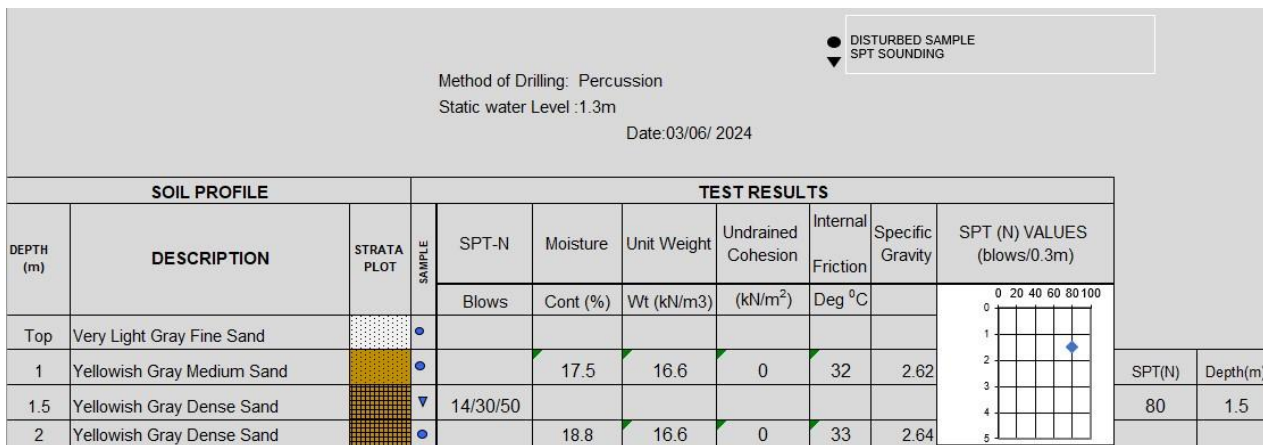 DISTURBED SAMPLE
SPT SOUNDING
Method of Drilling: Percussion
Static water Level :1.3m
Date:03/06/ 2024
SOIL PROFILE TEST RESULTS
DEPTH (m) DESCRIPTION STRATA PLOT SAMPLE SPT-N Moisture Unit Weight Undrained Cohesion Internal Friction Specific Gravity SPT (N) VALUES (blows/0.3m)
Blows Cont (%) Wt (kN/m3) (kN/m²) Deg ⁰C
0 20 40 60 80 100
0
1
2
3
4
5
Top Very Light Gray Fine Sand
1 Yellowish Gray Medium Sand 17.5 16.6 0 32 2.62 SPT(N) Depth(m)
1.5 Yellowish Gray Dense Sand 14/30/50 80 1.5
2 Yellowish Gray Dense Sand 18.8 16.6 0 33 2.64